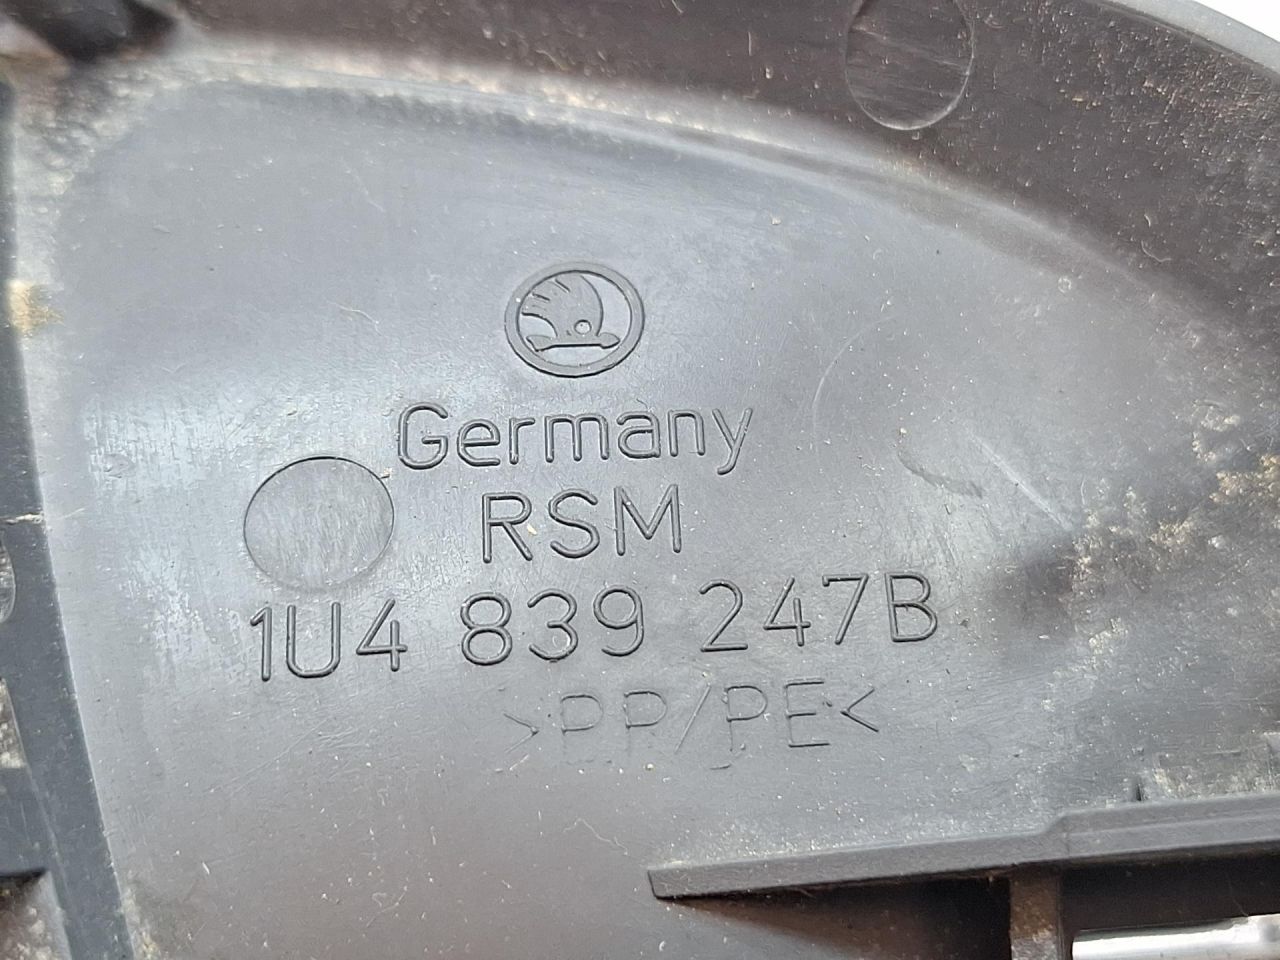 Germany
RSM
1U4 839 247B
>PP/PE<